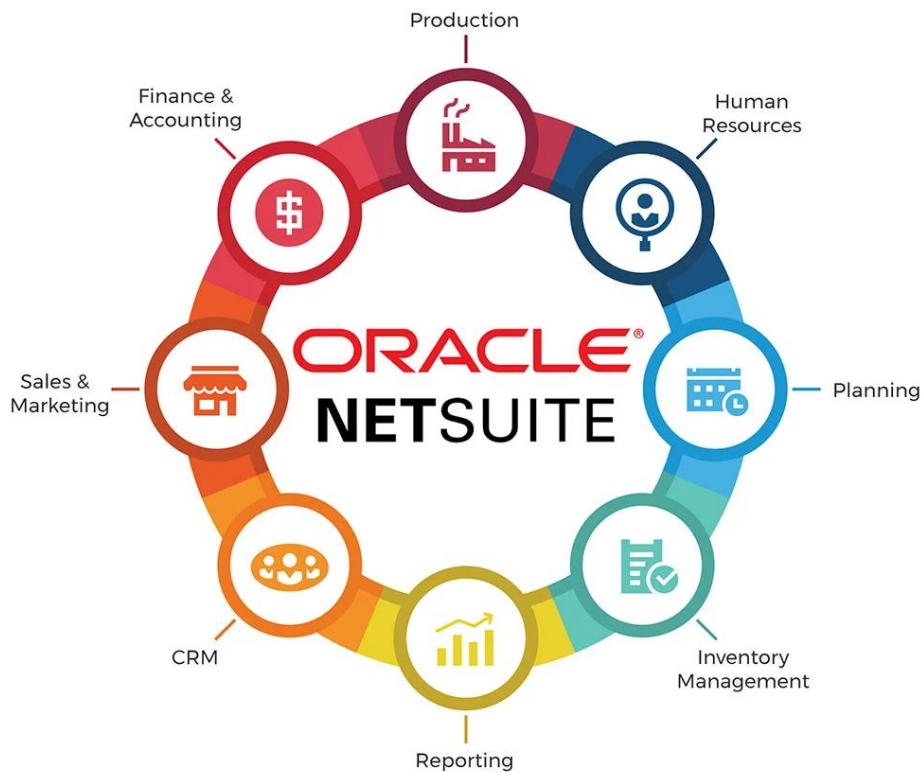 Production
Human
Resources
Planning
Inventory
Management
Reporting
CRM
Sales &
Marketing
Finance &
Accounting
ORACLE®
NETSUITE
$